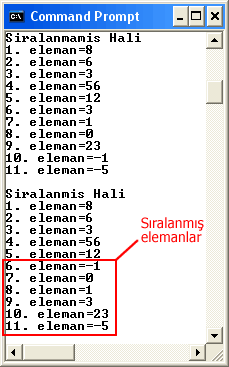 Command Prompt
Siralanmamis Hali
1. eleman=8
2. eleman=6
3. eleman=3
4. eleman=56
5. eleman=12
6. eleman=3
7. eleman=1
8. eleman=0
9. eleman=23
10. eleman=-1
11. eleman=-5
Siralanmis Hali
1. eleman=8
2. eleman=6
3. eleman=3
4. eleman=56
5. eleman=12
6. eleman=-1
7. eleman=0
8. eleman=1
9. eleman=3
10. eleman=23
11. eleman=-5
Sıralanmış
elemanlar